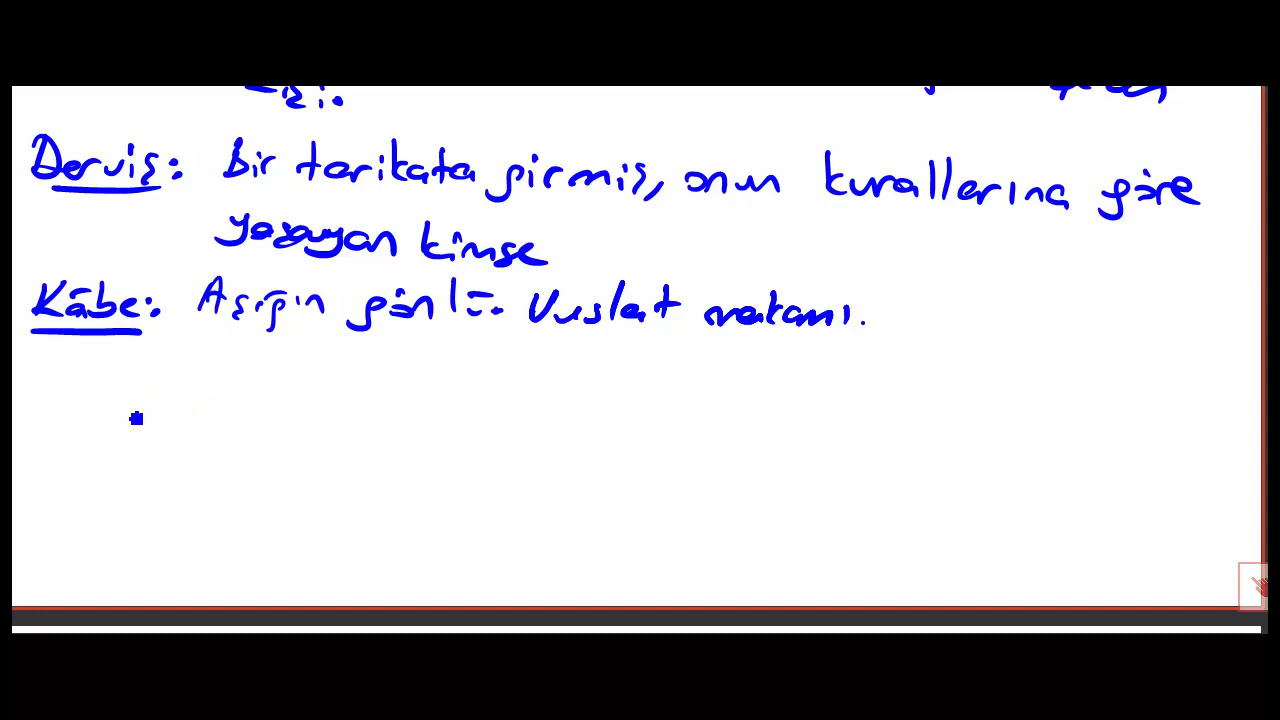 Derviş: Bir tarikata girmiş, onun kurallarına göre
yaşayan kimse
Kâbe: Aşığın gönlü. Vuslat makamı.